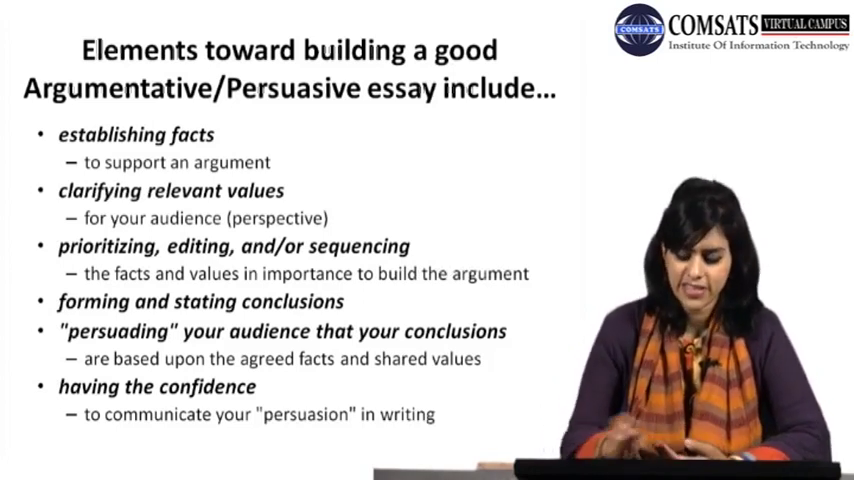 Elements toward building a good
Argumentative/Persuasive essay include...
• establishing facts
– to support an argument
• clarifying relevant values
– for your audience (perspective)
• prioritizing, editing, and/or sequencing
– the facts and values in importance to build the argument
• forming and stating conclusions
• "persuading" your audience that your conclusions
– are based upon the agreed facts and shared values
• having the confidence
– to communicate your "persuasion" in writing
COMSATS
COMSATS VIRTUAL CAMPUS
Institute Of Information Technology